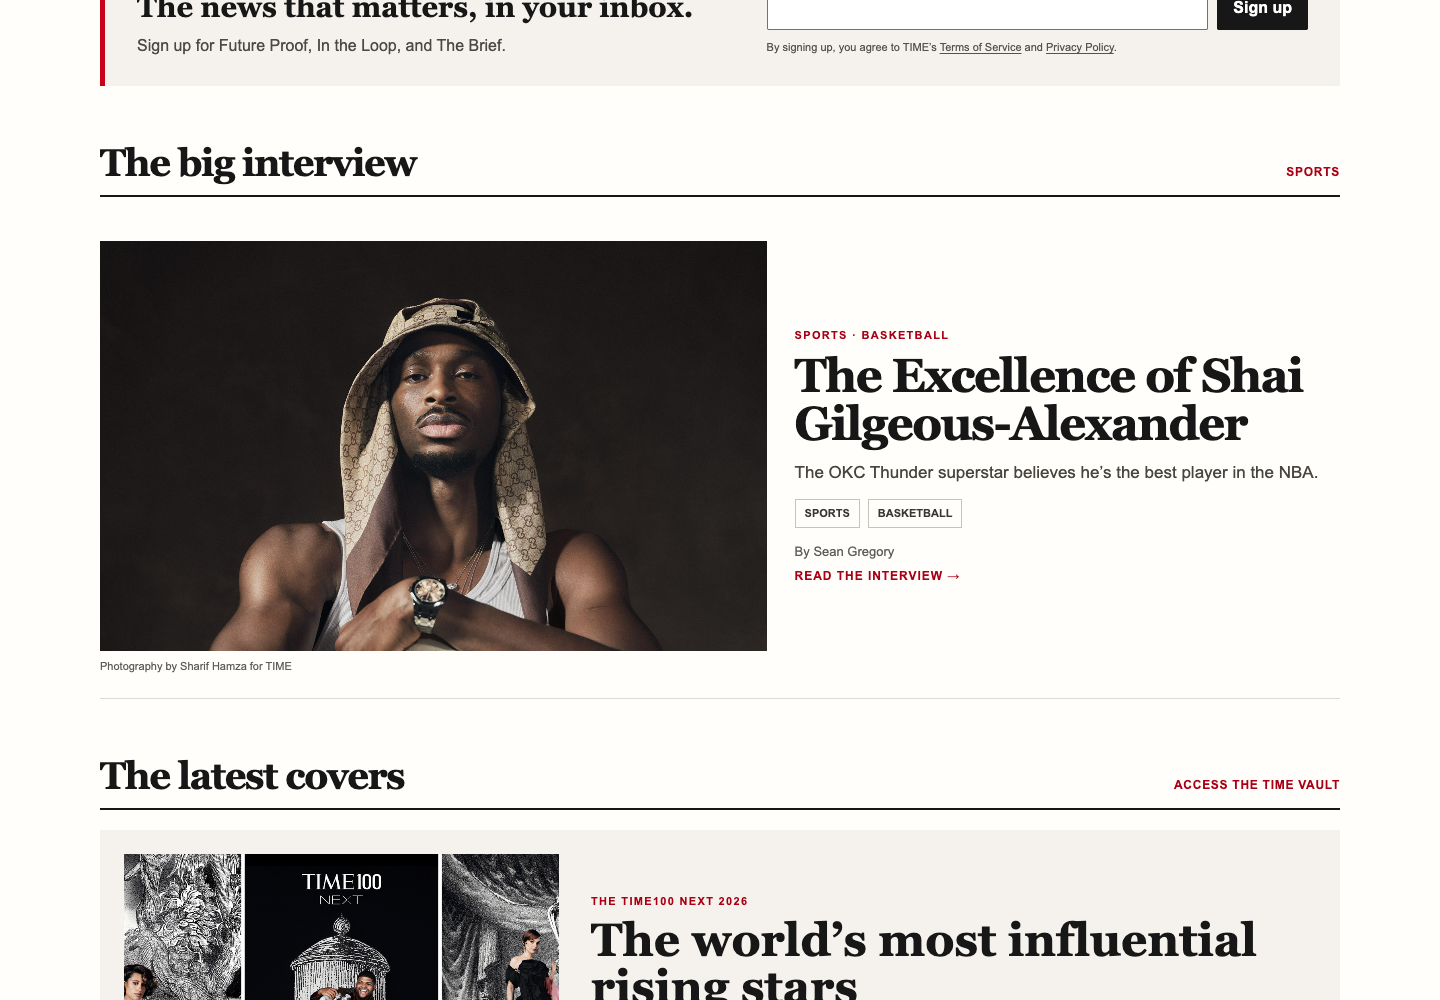 The news that matters, in your inbox.
Sign up
Sign up for Future Proof, In the Loop, and The Brief.
By signing up, you agree to TIME’s Terms of Service and Privacy Policy.
The big interview
SPORTS
SPORTS · BASKETBALL
The Excellence of Shai
Gilgeous-Alexander
The OKC Thunder superstar believes he’s the best player in the NBA.
SPORTS
BASKETBALL
By Sean Gregory
READ THE INTERVIEW →
Photography by Sharif Hamza for TIME
The latest covers
ACCESS THE TIME VAULT
TIME100
NEXT
THE TIME100 NEXT 2026
The world’s most influential
rising stars